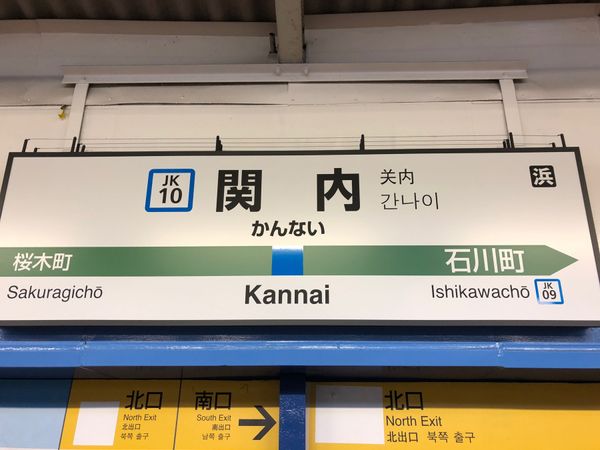 JK
10
関内
关内
간나이
浜
かんない
桜木町
石川町
Sakuragichō
Kannai
Ishikawachō
JK
09
北口
North Exit
北出口
북쪽 출구
南口
South Exit
南出口
남쪽 출구
北口
North Exit
北出口 북쪽 출구